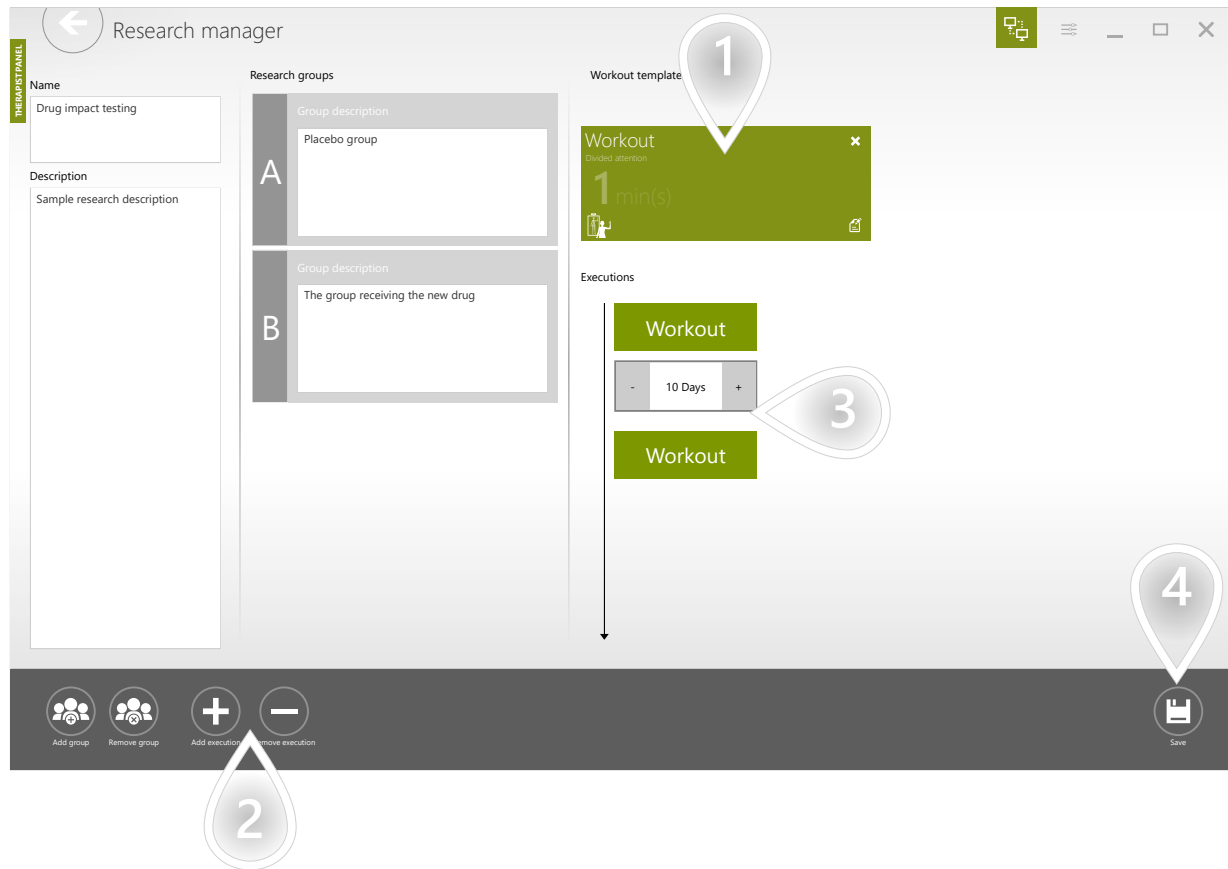 Research manager
THERAPIST PANEL
Name
Drug impact testing
Description
Sample research description
Research groups
A
Group description
Placebo group
B
Group description
The group receiving the new drug
Workout template
1
Workout
Divided attention
1 min(s)
Executions
Workout
- 10 Days +
3
Workout
4
Add group
Remove group
Add execution
execution
Save
2